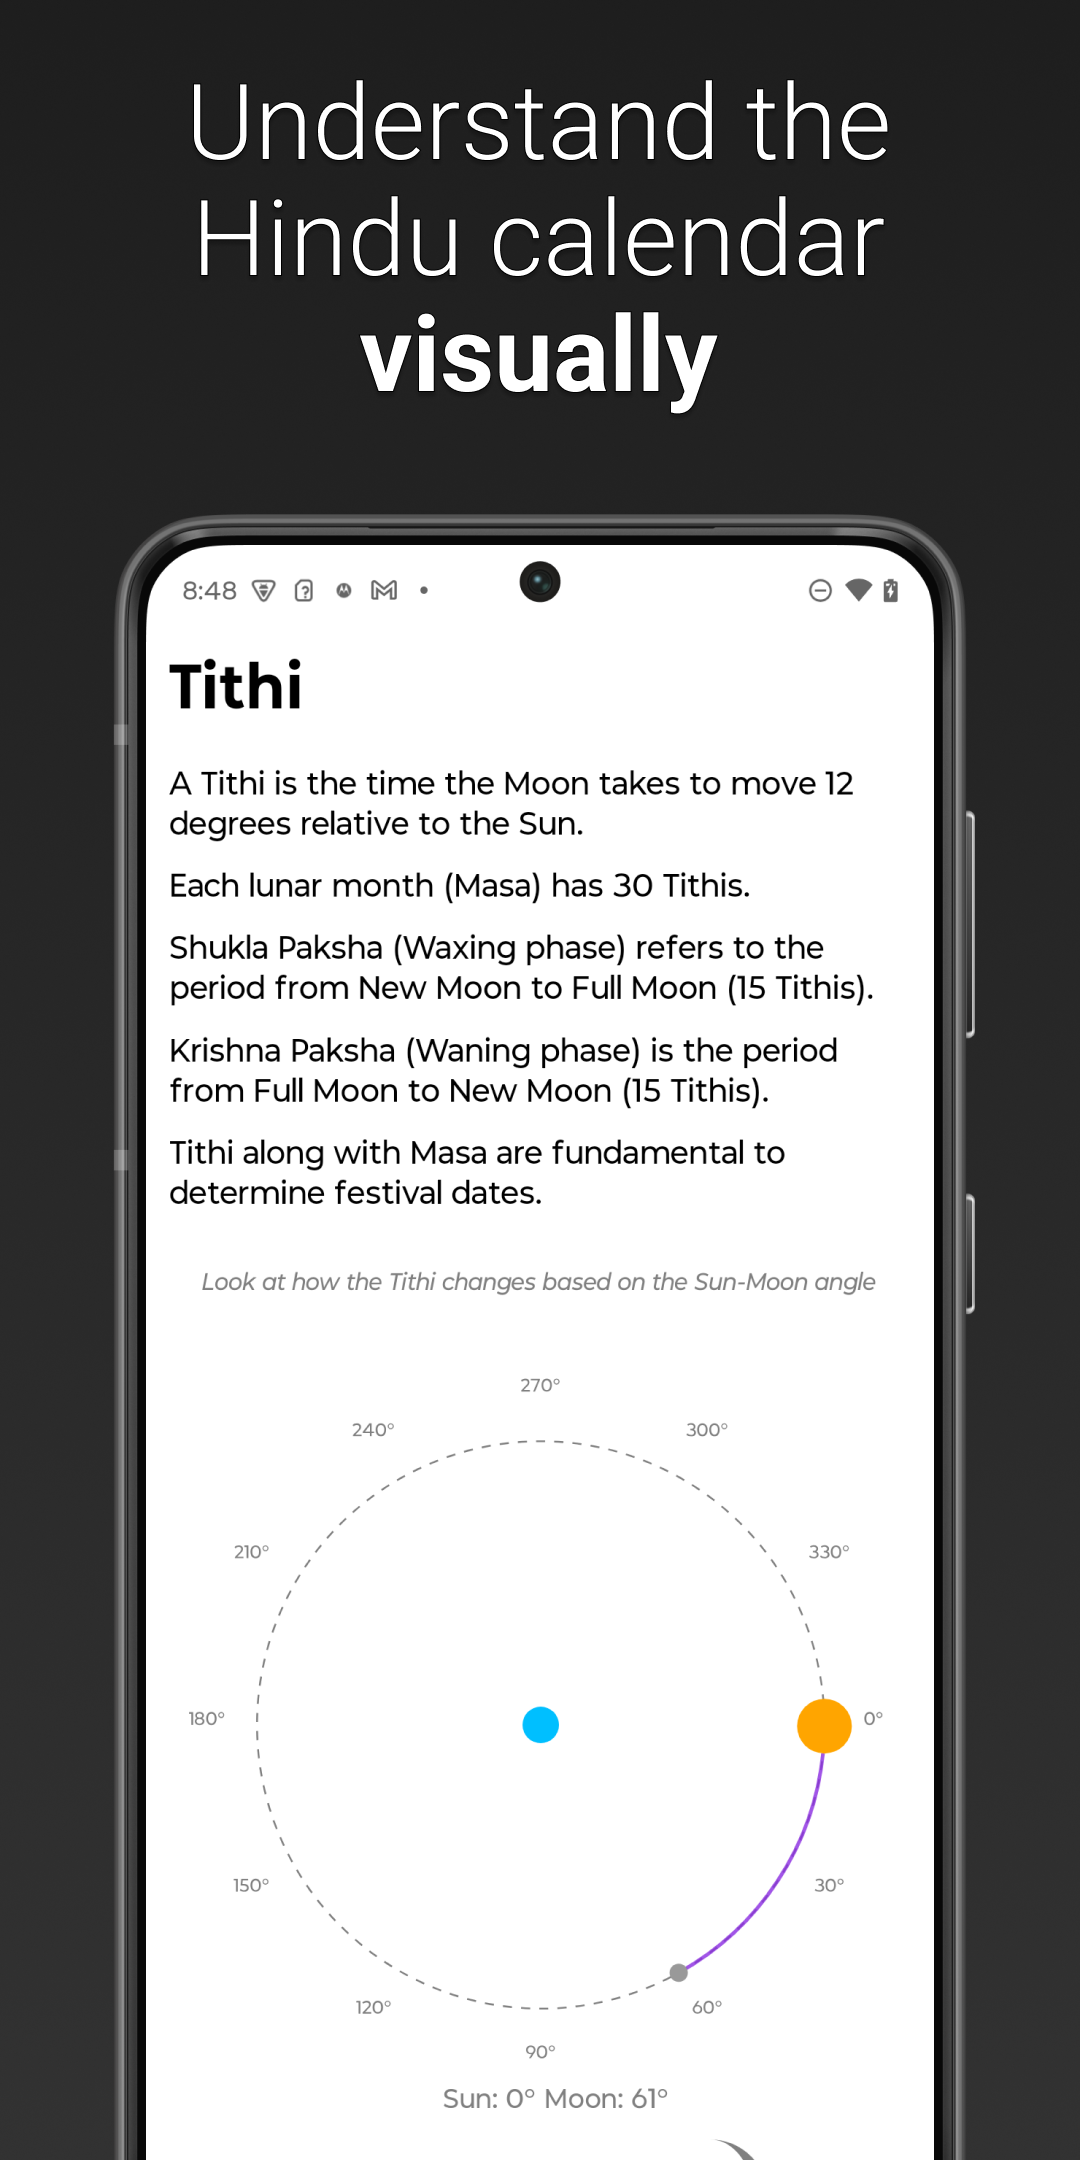 Understand the
Hindu calendar
visually
8:48
Tithi
A Tithi is the time the Moon takes to move 12
degrees relative to the Sun.
Each lunar month (Masa) has 30 Tithis.
Shukla Paksha (Waxing phase) refers to the
period from New Moon to Full Moon (15 Tithis).
Krishna Paksha (Waning phase) is the period
from Full Moon to New Moon (15 Tithis).
Tithi along with Masa are fundamental to
determine festival dates.
Look at how the Tithi changes based on the Sun-Moon angle
270°
240°
300°
210°
330°
180°
0°
150°
30°
120°
60°
90°
Sun: 0° Moon: 61°